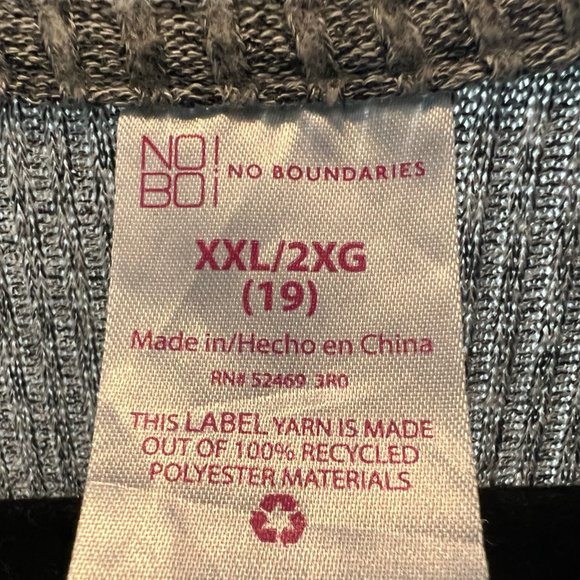 NO!
BO¡
NO BOUNDARIES
XXL/2XG
(19)
Made in/Hecho en China
RN# 52469 3R0
THIS LABEL YARN IS MADE
OUT OF 100% RECYCLED
POLYESTER MATERIALS